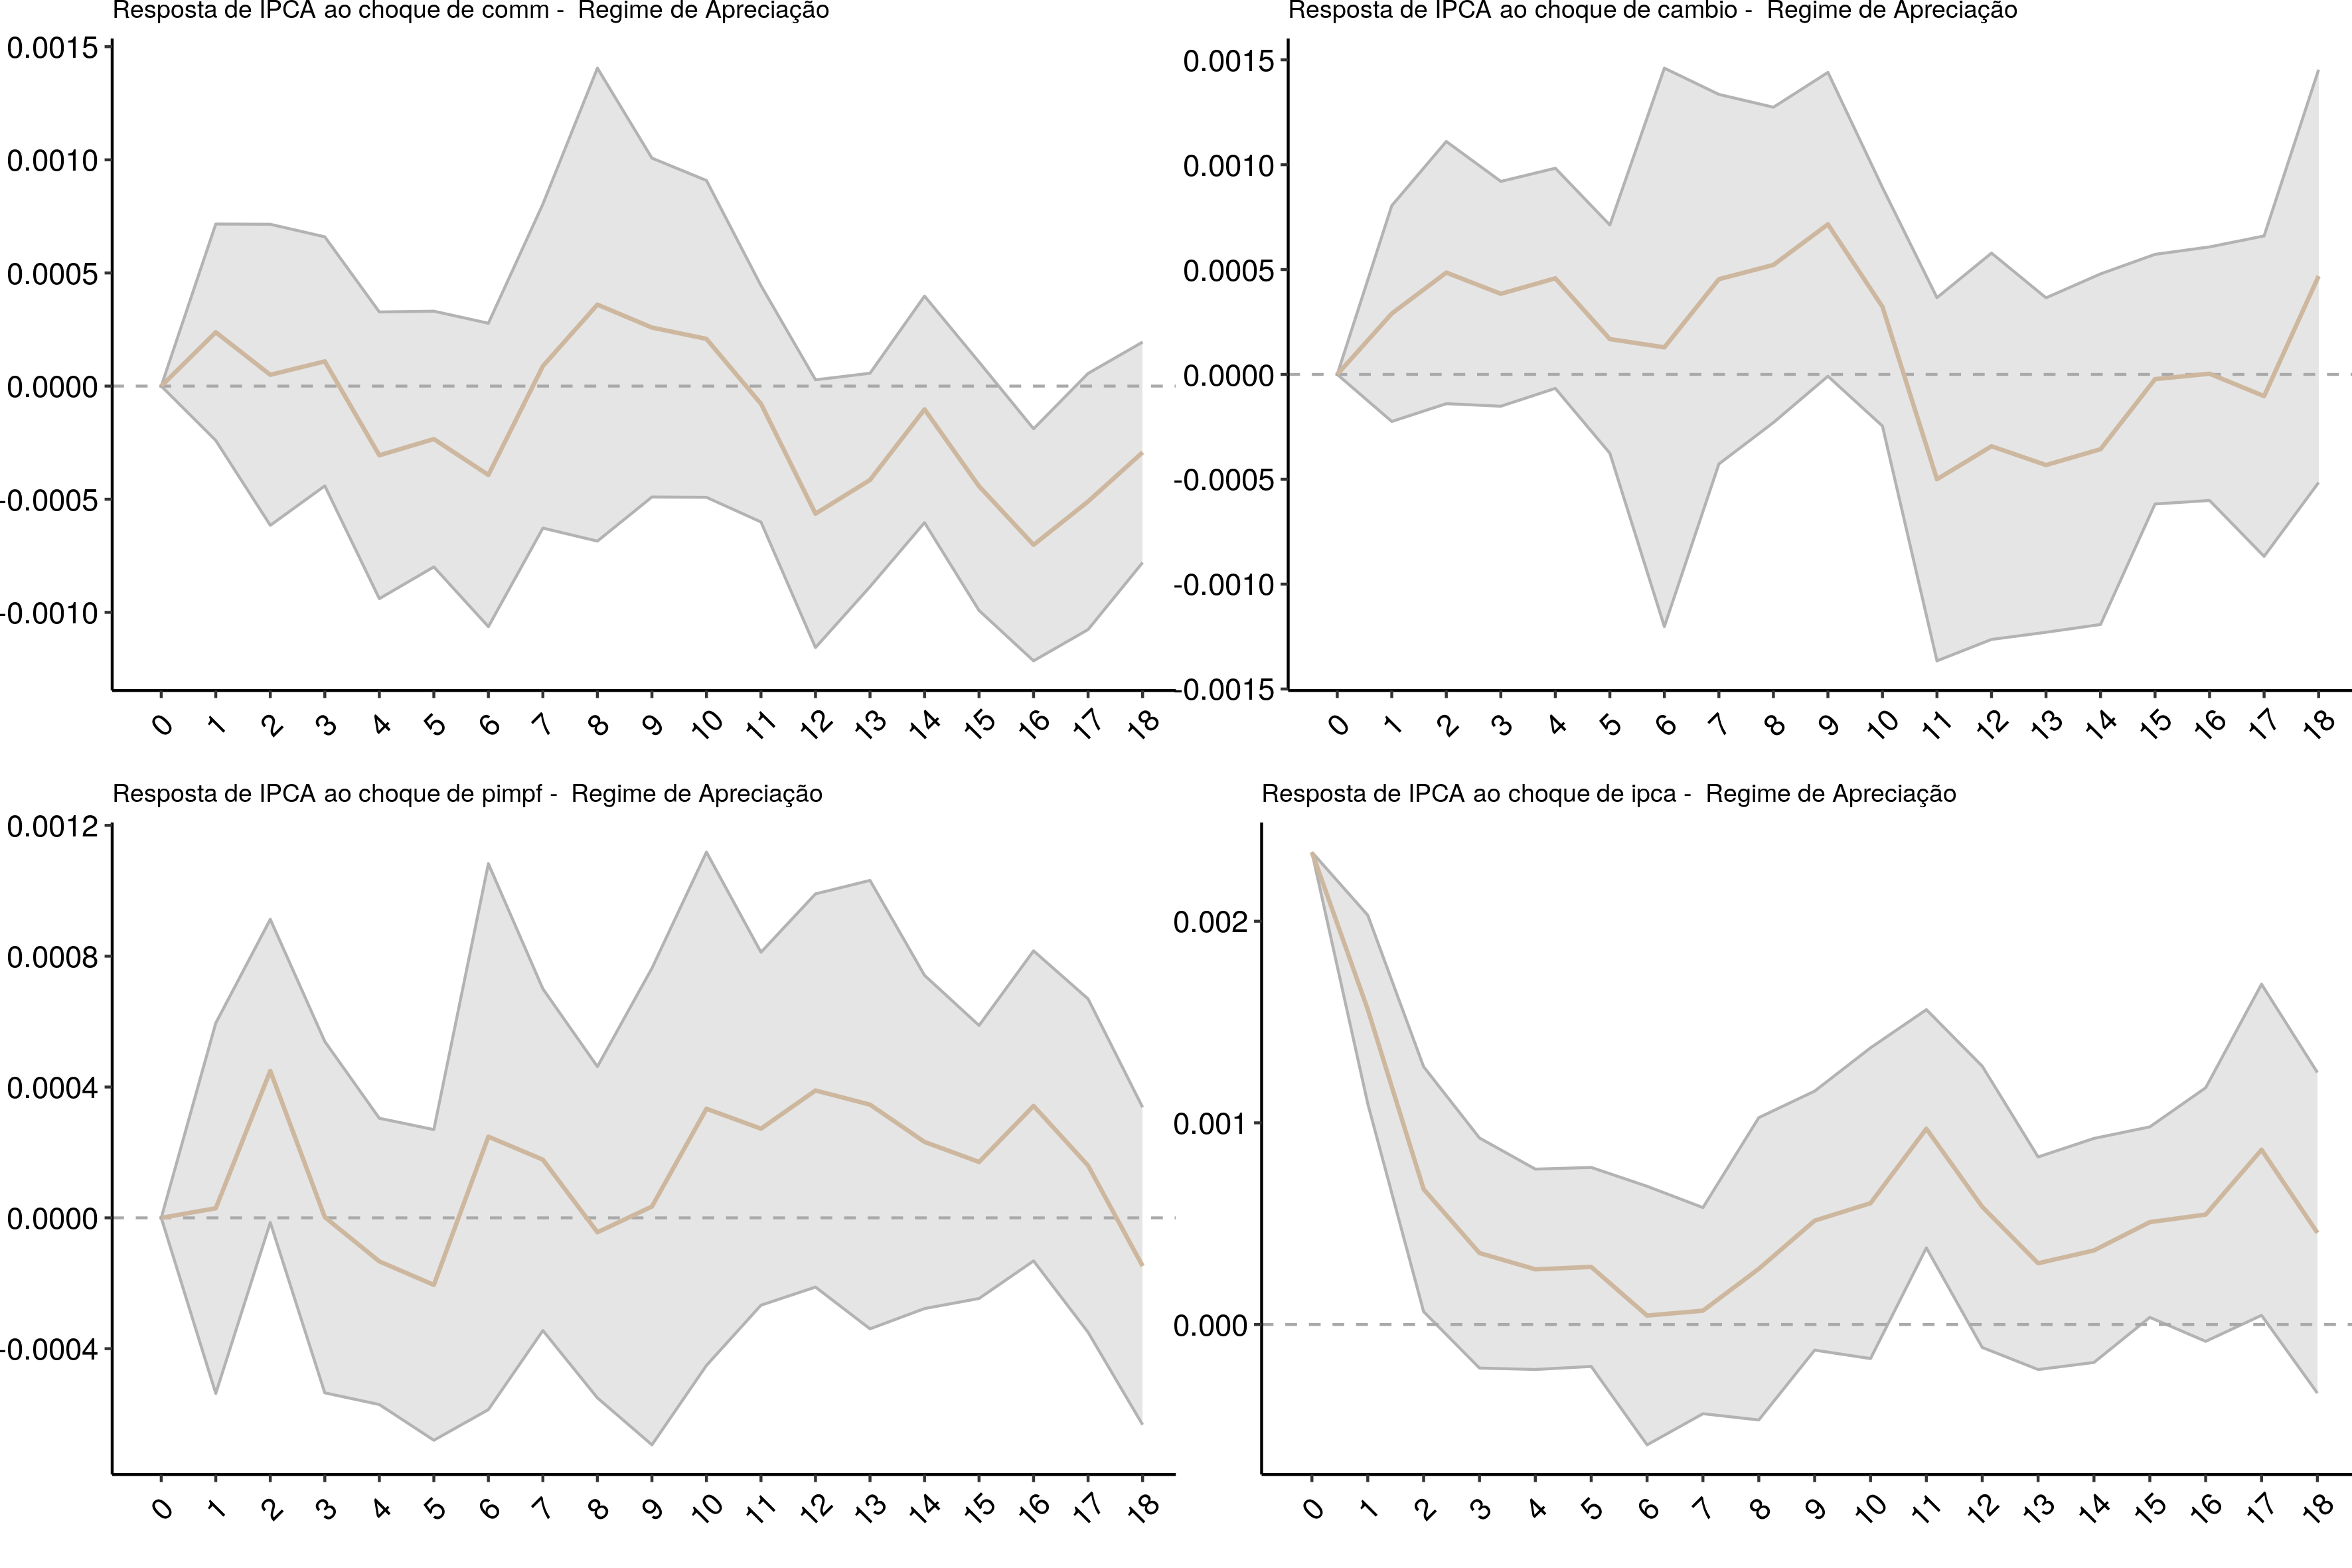 Resposta de IPCA ao choque de comm -  Regime de Apreciação
0.0015
0.0010
0.0005
0.0000
-0.0005
-0.0010
0 1 2 3 4 5 6 7 8 9 10 11 12 13 14 15 16 17 18
Resposta de IPCA ao choque de cambio -  Regime de Apreciação
0.0015
0.0010
0.0005
0.0000
-0.0005
-0.0010
-0.0015
0 1 2 3 4 5 6 7 8 9 10 11 12 13 14 15 16 17 18
Resposta de IPCA ao choque de pimpf -  Regime de Apreciação
0.0012
0.0008
0.0004
0.0000
-0.0004
0 1 2 3 4 5 6 7 8 9 10 11 12 13 14 15 16 17 18
Resposta de IPCA ao choque de ipca -  Regime de Apreciação
0.002
0.001
0.000
0 1 2 3 4 5 6 7 8 9 10 11 12 13 14 15 16 17 18